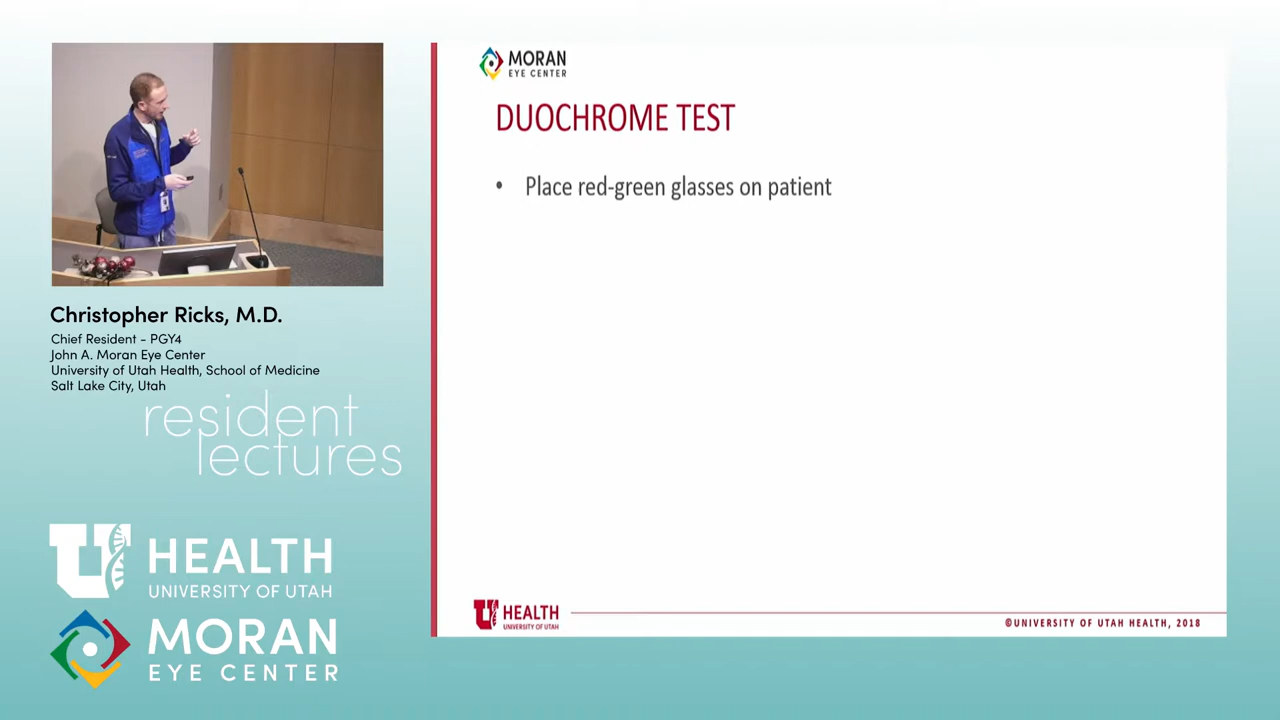 Christopher Ricks, M.D.
Chief Resident - PGY4
John A. Moran Eye Center
University of Utah Health, School of Medicine
Salt Lake City, Utah
resident
lectures
U HEALTH
UNIVERSITY OF UTAH
MORAN
EYE CENTER
MORAN
EYE CENTER
DUOCHROME TEST
• Place red-green glasses on patient
U HEALTH
UNIVERSITY OF UTAH
©UNIVERSITY OF UTAH HEALTH, 2018